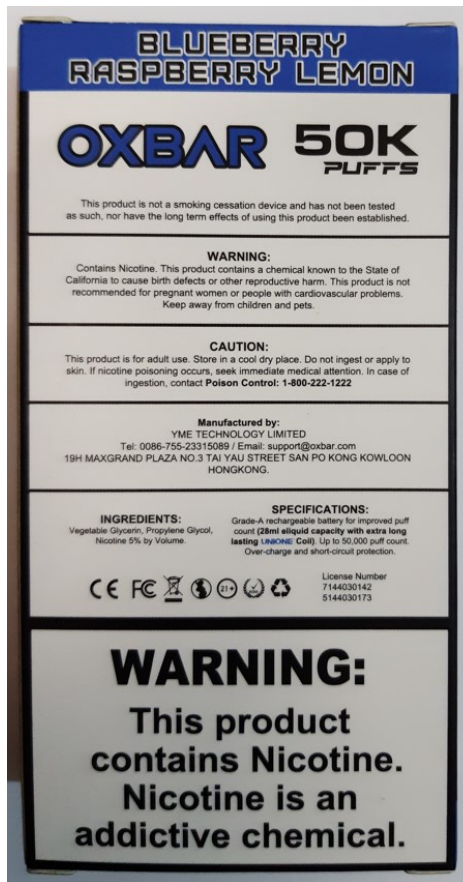 BLUEBERRY
RASPBERRY LEMON
OXBAR 50K
PUFFS
This product is not a smoking cessation device and has not been tested
as such, nor have the long term effects of using this product been established.
WARNING:
Contains Nicotine. This product contains a chemical known to the State of
California to cause birth defects or other reproductive harm. This product is not
recommended for pregnant women or people with cardiovascular problems.
Keep away from children and pets.
CAUTION:
This product is for adult use. Store in a cool dry place. Do not ingest or apply to
skin. If nicotine poisoning occurs, seek immediate medical attention. In case of
ingestion, contact Poison Control: 1-800-222-1222
Manufactured by:
YME TECHNOLOGY LIMITED
Tel: 0086-755-23315089 / Email: support@oxbar.com
19H MAXGRAND PLAZA NO.3 TAI YAU STREET SAN PO KONG KOWLOON
HONGKONG.
INGREDIENTS:
Vegetable Glycerin, Propylene Glycol,
Nicotine 5% by Volume.
SPECIFICATIONS:
Grade-A rechargeable battery for improved puff
count (28ml eliquid capacity with extra long
lasting UNIONE Coil). Up to 50,000 puff count.
Over-charge and short-circuit protection.
CE FC 21+
License Number
7144030142
5144030173
WARNING:
This product
contains Nicotine.
Nicotine is an
addictive chemical.